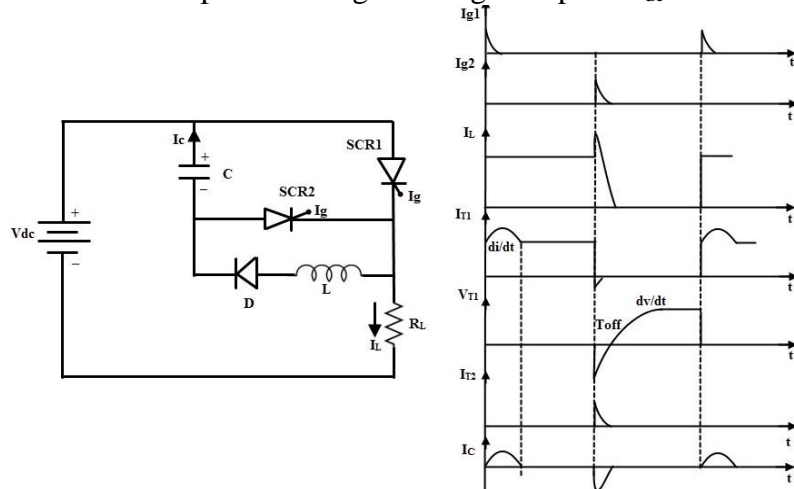 Ig1
t
Ig2
t
Ic
+
C
−
SCR1
Ig
SCR2
Ig
Vdc
+
−
D
L
RL
IL
IL
t
IT1
di/dt
t
VT1
dv/dt
Toff
t
IT2
t
IC
t